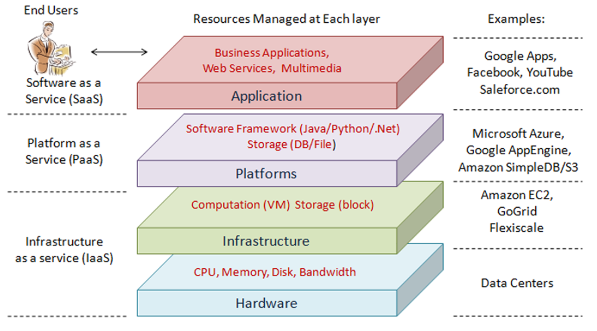 End Users
Resources Managed at Each layer
Examples:
Software as a
Service (SaaS)
Business Applications,
Web Services, Multimedia
Application
Google Apps,
Facebook, YouTube
Saleforce.com
Platform as a
Service (PaaS)
Software Framework (Java/Python/.Net)
Storage (DB/File)
Platforms
Microsoft Azure,
Google AppEngine,
Amazon SimpleDB/S3
Infrastructure
as a service (IaaS)
Computation (VM) Storage (block)
Infrastructure
Amazon EC2,
GoGrid
Flexiscale
CPU, Memory, Disk, Bandwidth
Hardware
Data Centers